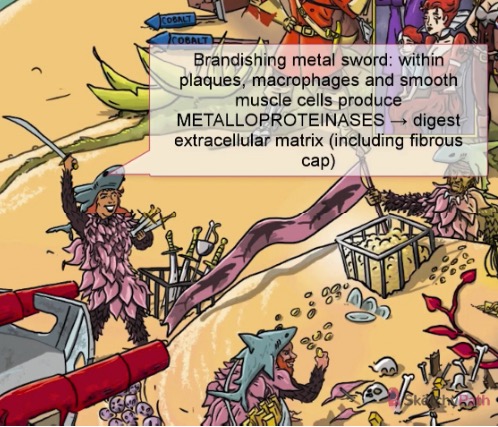 COBALT
COBALT
Brandishing metal sword: within
plaques, macrophages and smooth
muscle cells produce
METALLOPROTEINASES → digest
extracellular matrix (including fibrous
cap)
SketchyPath